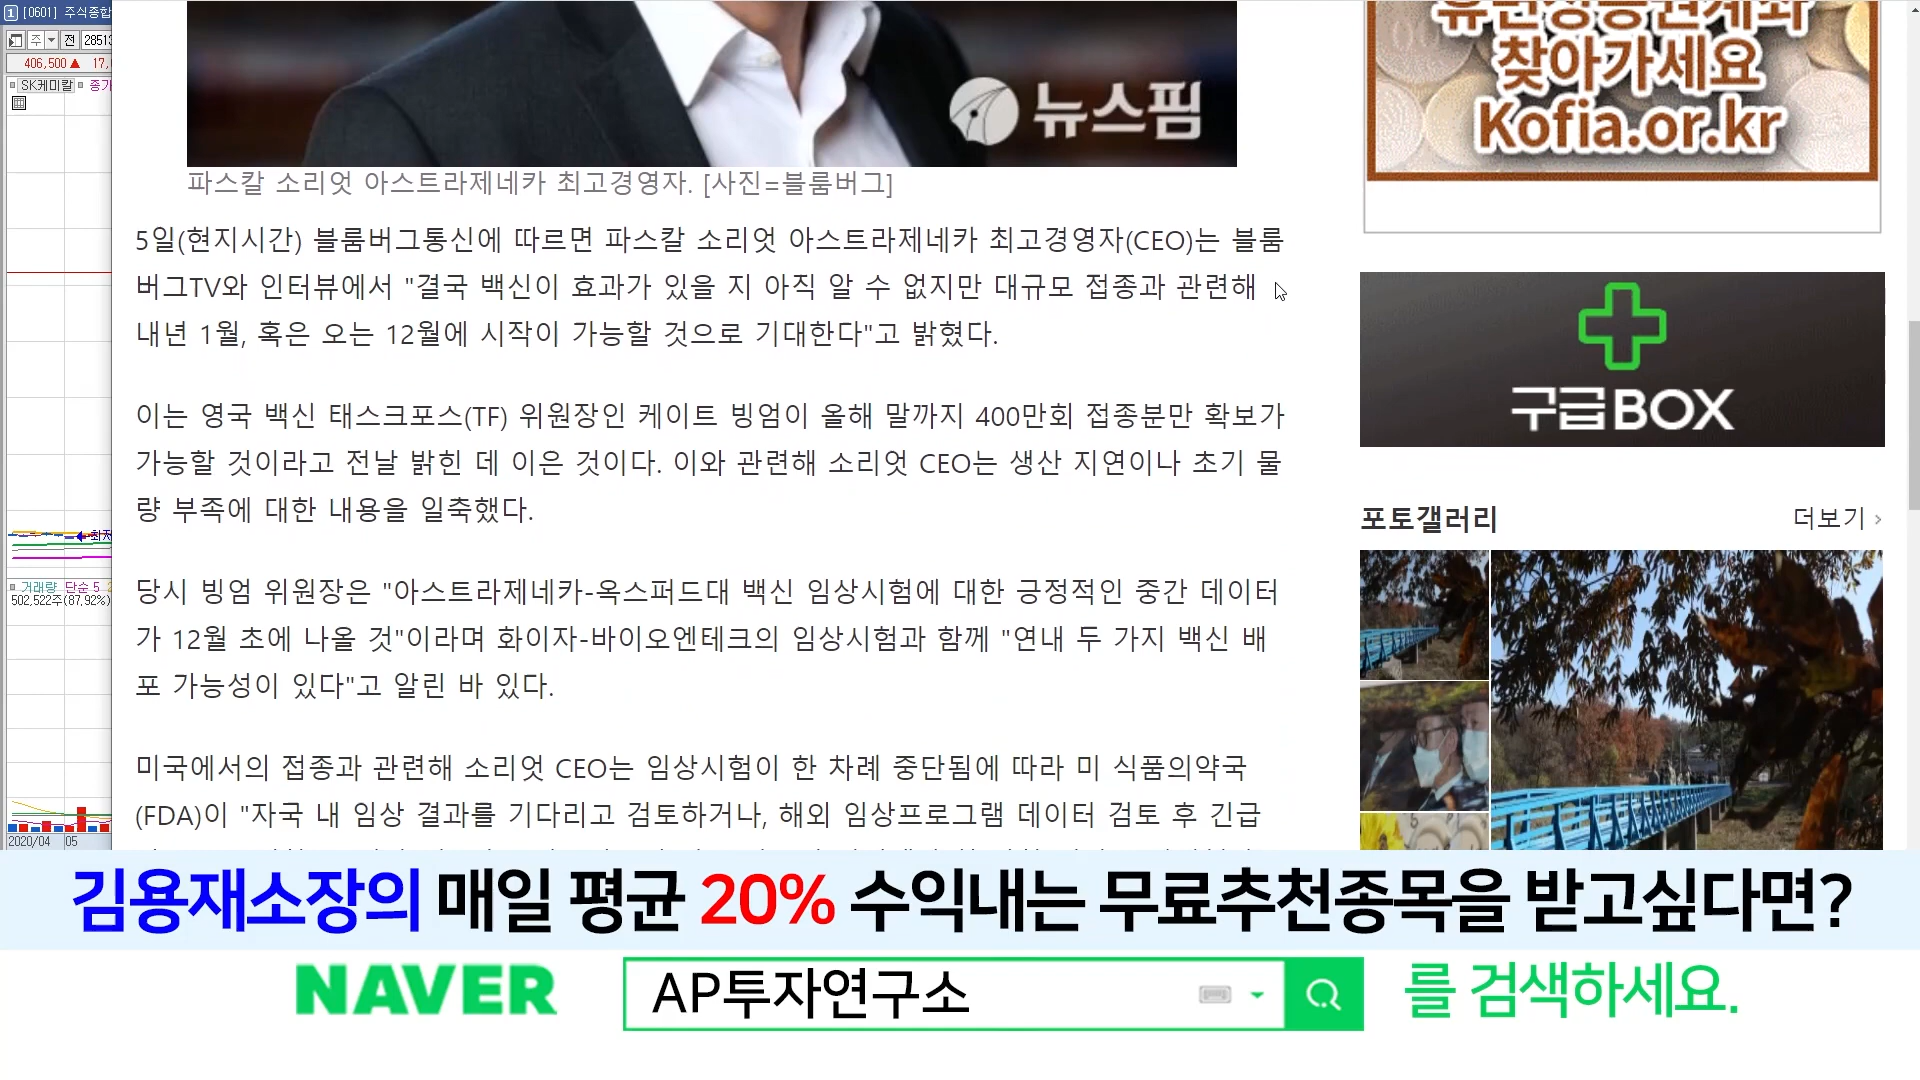 1 [0601] 주식종합
주
전
28513
406,500 ▲ 17,
SK케미칼
종가
최저
거래량 단순 5
502,522주(87,92%)
2020/04
05
뉴스핌
파스칼 소리엇 아스트라제네카 최고경영자. [사진=블룸버그]
5일(현지시간) 블룸버그통신에 따르면 파스칼 소리엇 아스트라제네카 최고경영자(CEO)는 블룸
버그TV와 인터뷰에서 "결국 백신이 효과가 있을 지 아직 알 수 없지만 대규모 접종과 관련해
내년 1월, 혹은 오는 12월에 시작이 가능할 것으로 기대한다"고 밝혔다.
이는 영국 백신 태스크포스(TF) 위원장인 케이트 빙엄이 올해 말까지 400만회 접종분만 확보가
가능할 것이라고 전날 밝힌 데 이은 것이다. 이와 관련해 소리엇 CEO는 생산 지연이나 초기 물
량 부족에 대한 내용을 일축했다.
당시 빙엄 위원장은 "아스트라제네카-옥스퍼드대 백신 임상시험에 대한 긍정적인 중간 데이터
가 12월 초에 나올 것"이라며 화이자-바이오엔테크의 임상시험과 함께 "연내 두 가지 백신 배
포 가능성이 있다"고 알린 바 있다.
미국에서의 접종과 관련해 소리엇 CEO는 임상시험이 한 차례 중단됨에 따라 미 식품의약국
(FDA)이 "자국 내 임상 결과를 기다리고 검토하거나, 해외 임상프로그램 데이터 검토 후 긴급
찾아가세요
Kofia.or.kr
구급BOX
포토갤러리
더보기 >
김용재소장의 매일 평균 20% 수익내는 무료추천종목을 받고싶다면?
NAVER AP투자연구소 를 검색하세요.